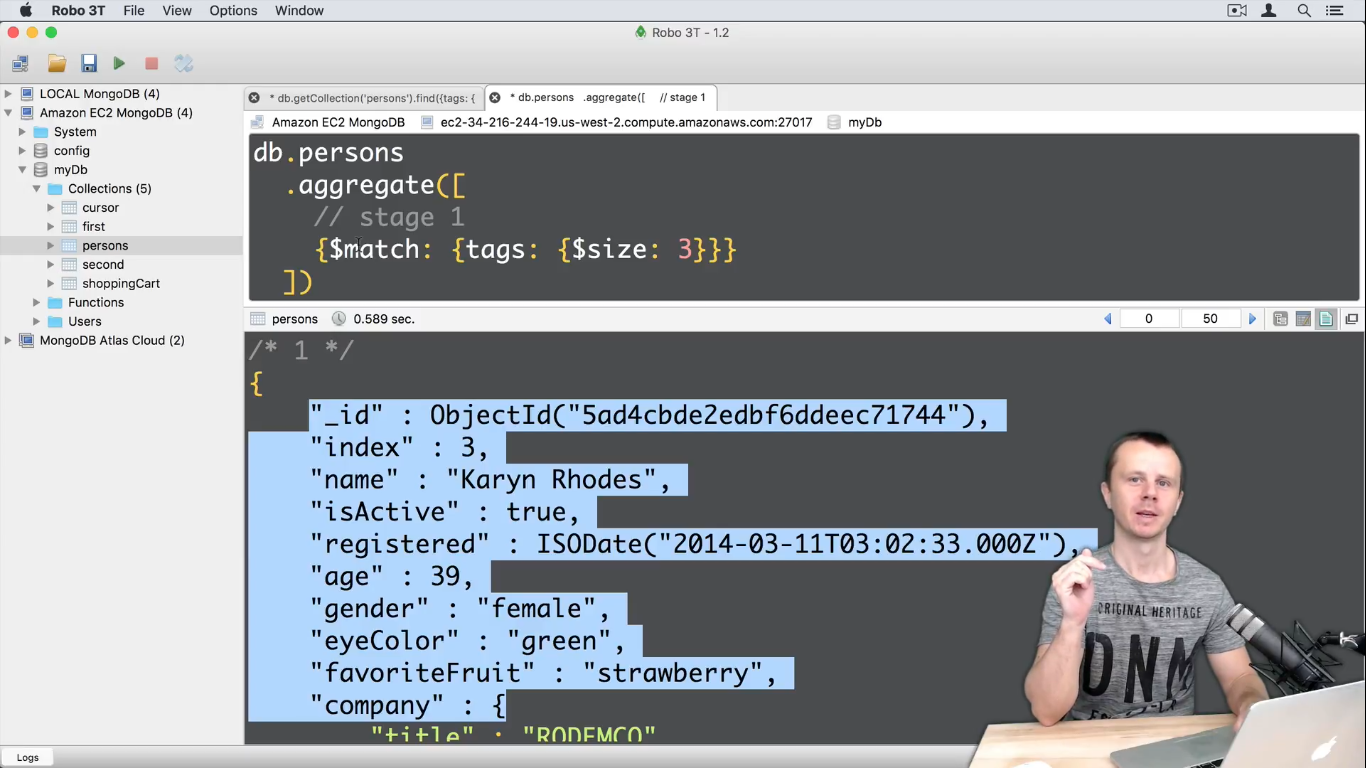 Robo 3T File View Options Window
Robo 3T - 1.2
LOCAL MongoDB (4)
Amazon EC2 MongoDB (4)
System
config
myDb
Collections (5)
cursor
first
persons
second
shoppingCart
Functions
Users
MongoDB Atlas Cloud (2)
* db.getCollection('persons').find({tags: {
* db.persons .aggregate([ // stage 1
Amazon EC2 MongoDB ec2-34-216-244-19.us-west-2.compute.amazonaws.com:27017 myDb
db.persons
.aggregate([
// stage 1
{$match: {tags: {$size: 3}}}
])
persons 0.589 sec. 0 50
/* 1 */
{
"_id" : ObjectId("5ad4cbde2edbf6ddeec71744"),
"index" : 3,
"name" : "Karyn Rhodes",
"isActive" : true,
"registered" : ISODate("2014-03-11T03:02:33.000Z"),
"age" : 39,
"gender" : "female",
"eyeColor" : "green",
"favoriteFruit" : "strawberry",
"company" : {
"title" : "RODEMCO"
ORIGINAL HERITAGE
Logs